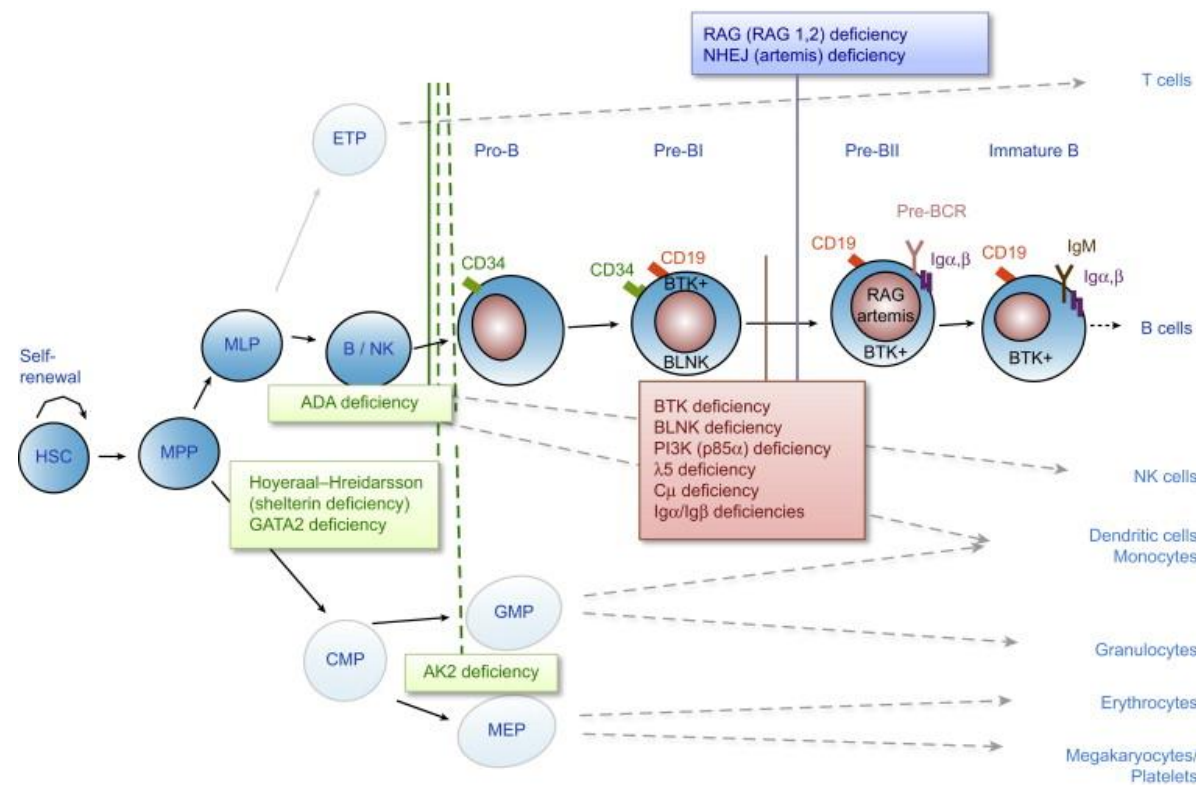 RAG (RAG 1,2) deficiency
NHEJ (artemis) deficiency
T cells
ETP
Pro-B
Pre-BI
Pre-BII
Immature B
Pre-BCR
CD34
CD34
CD19
BTK+
BLNK
CD19
Igα,β
RAG
artemis
BTK+
CD19
IgM
Igα,β
BTK+
B cells
MLP
B / NK
Self-
renewal
HSC
MPP
ADA deficiency
Hoyeraal–Hreidarsson
(shelterin deficiency)
GATA2 deficiency
BTK deficiency
BLNK deficiency
PI3K (p85α) deficiency
λ5 deficiency
Cμ deficiency
Igα/Igβ deficiencies
NK cells
Dendritic cells
Monocytes
GMP
CMP
AK2 deficiency
MEP
Granulocytes
Erythrocytes
Megakaryocytes/
Platelets